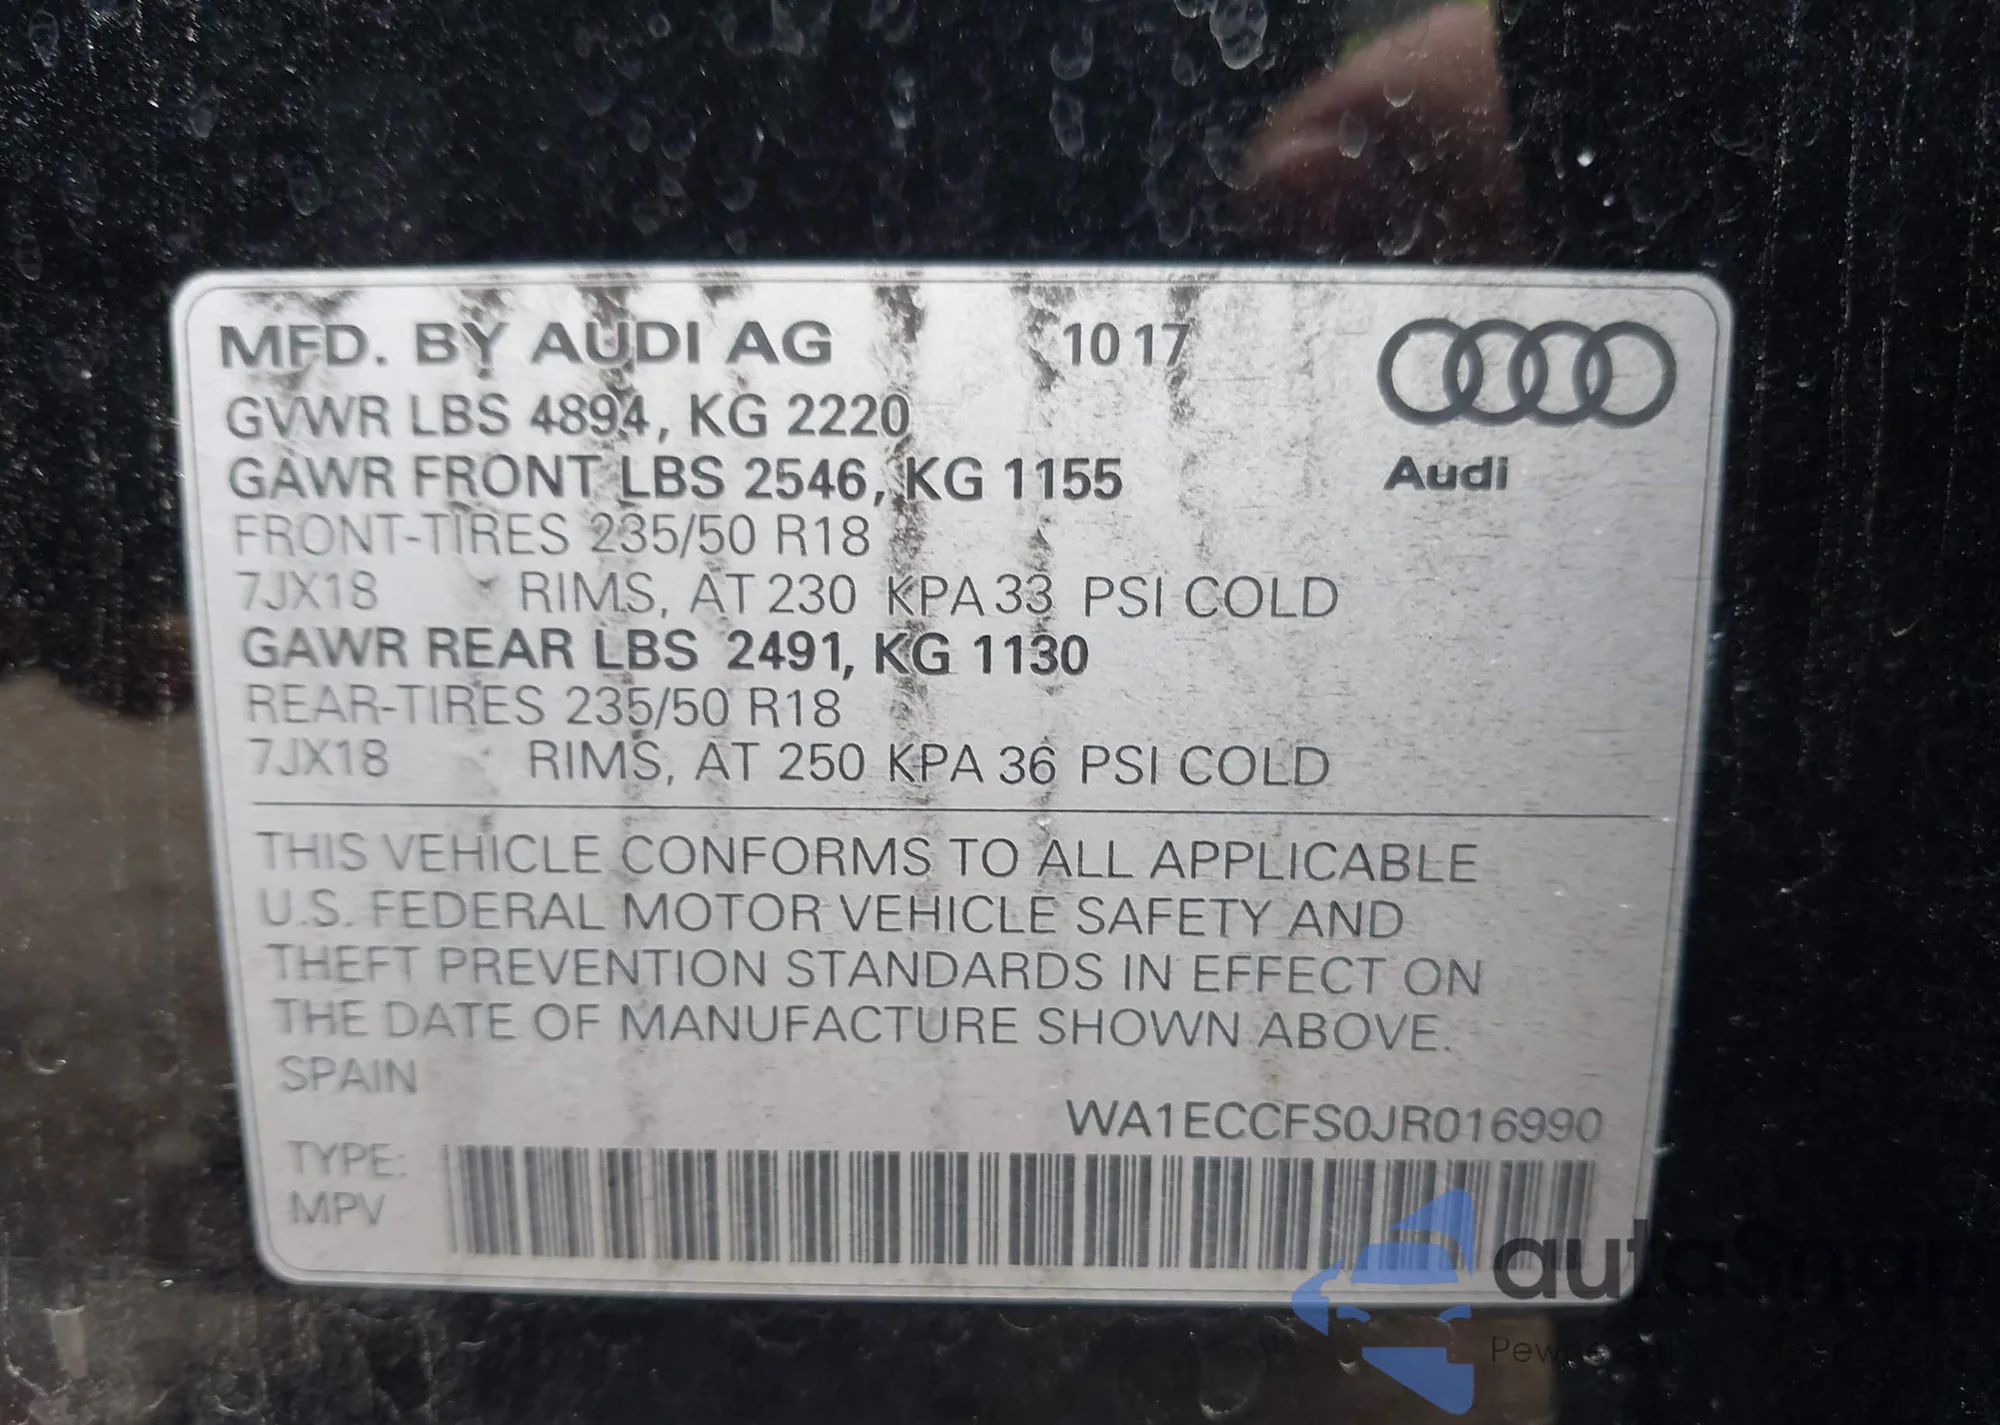 MFD. BY AUDI AG 10 17
GVWR LBS 4894, KG 2220
GAWR FRONT LBS 2546, KG 1155
Audi
FRONT-TIRES 235/50 R18
7JX18 RIMS, AT 230 KPA 33 PSI COLD
GAWR REAR LBS 2491, KG 1130
REAR-TIRES 235/50 R18
7JX18 RIMS, AT 250 KPA 36 PSI COLD
THIS VEHICLE CONFORMS TO ALL APPLICABLE
U.S. FEDERAL MOTOR VEHICLE SAFETY AND
THEFT PREVENTION STANDARDS IN EFFECT ON
THE DATE OF MANUFACTURE SHOWN ABOVE.
SPAIN
WA1ECCFS0JR016990
TYPE:
MPV